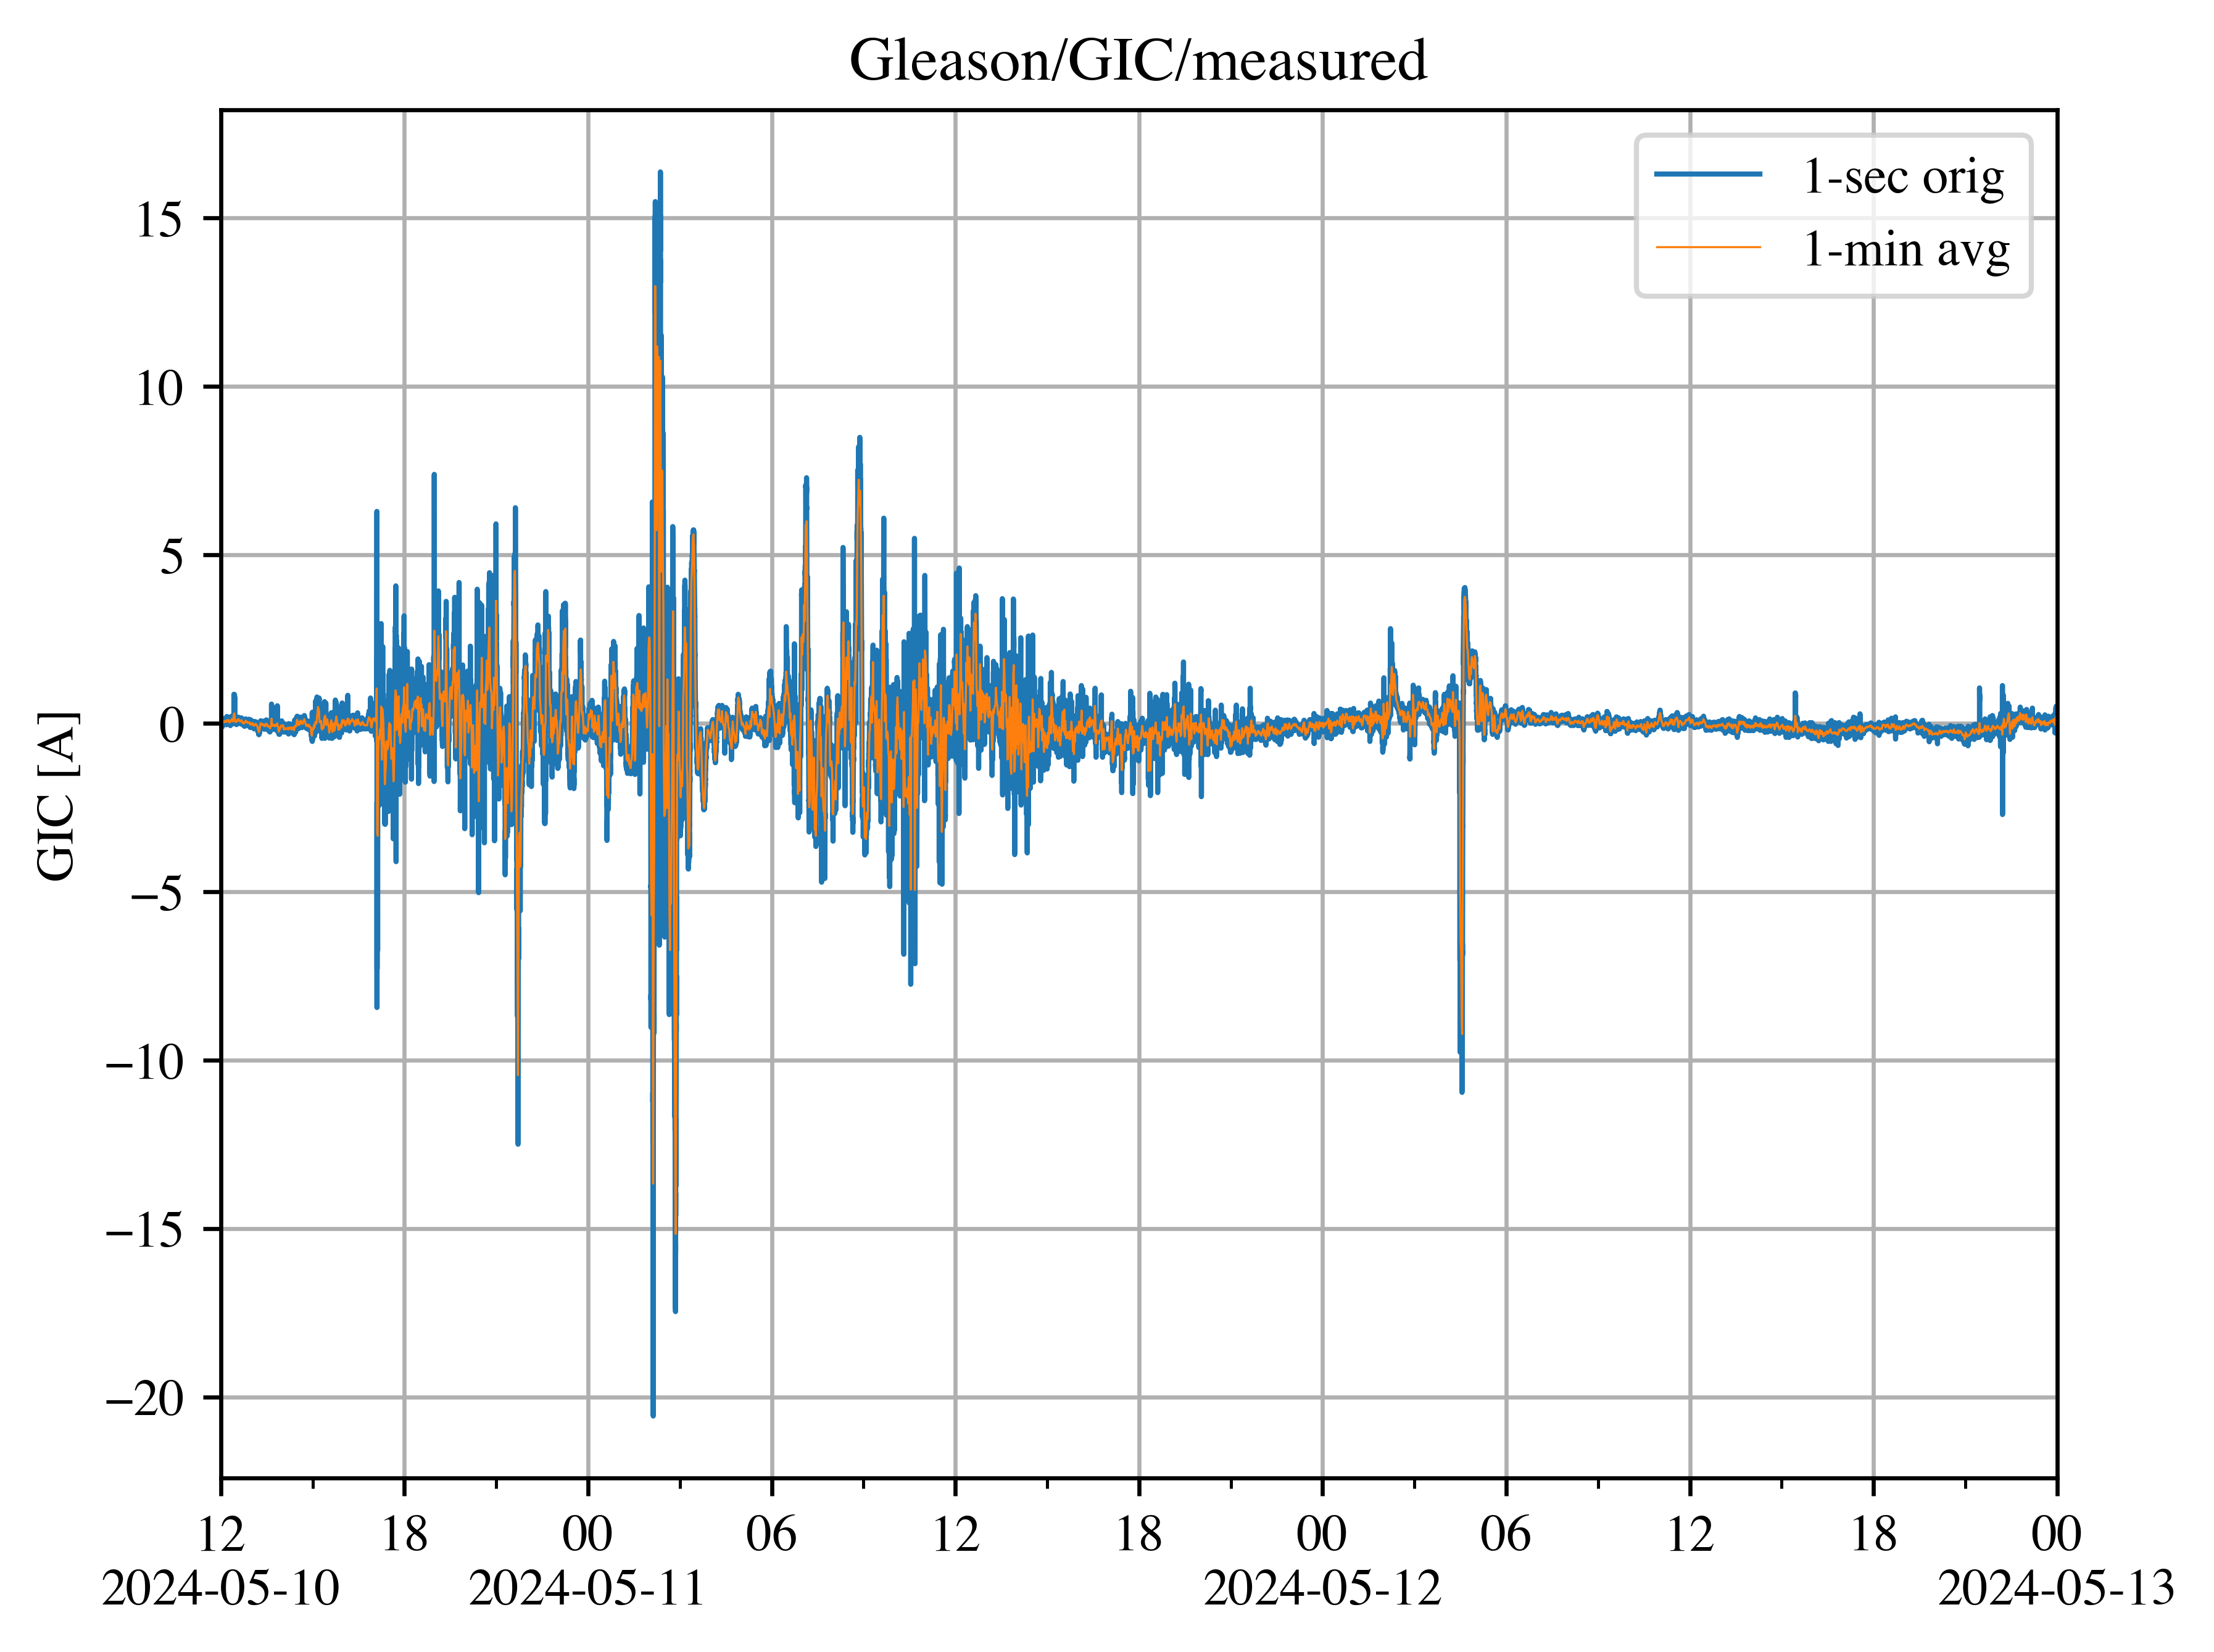 Gleason/GIC/measured
1-sec orig
1-min avg
15
10
5
0
−5
−10
−15
−20
GIC [A]
12 18 00 06 12 18 00 06 12 18 00
2024-05-10 2024-05-11 2024-05-12 2024-05-13